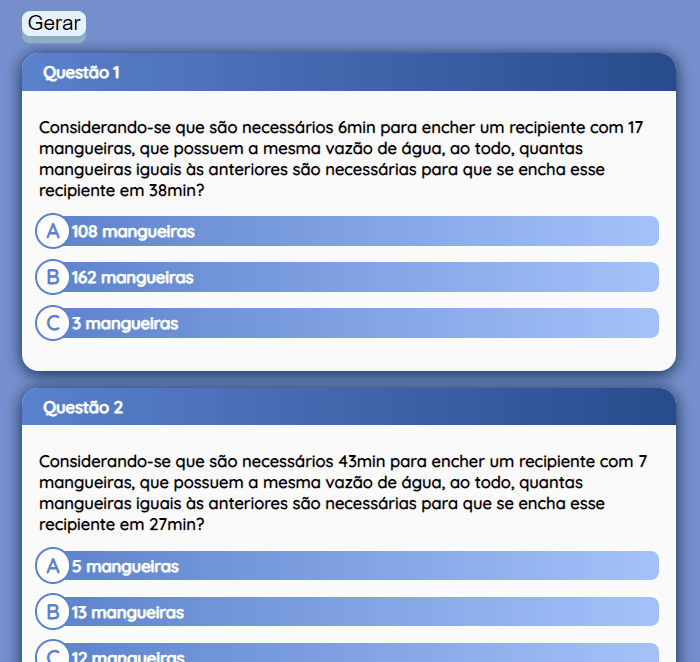 Gerar
Questão 1
Considerando-se que são necessários 6min para encher um recipiente com 17
mangueiras, que possuem a mesma vazão de água, ao todo, quantas
mangueiras iguais às anteriores são necessárias para que se encha esse
recipiente em 38min?
A 108 mangueiras
B 162 mangueiras
C 3 mangueiras
Questão 2
Considerando-se que são necessários 43min para encher um recipiente com 7
mangueiras, que possuem a mesma vazão de água, ao todo, quantas
mangueiras iguais às anteriores são necessárias para que se encha esse
recipiente em 27min?
A 5 mangueiras
B 13 mangueiras
C 12 mangueiras